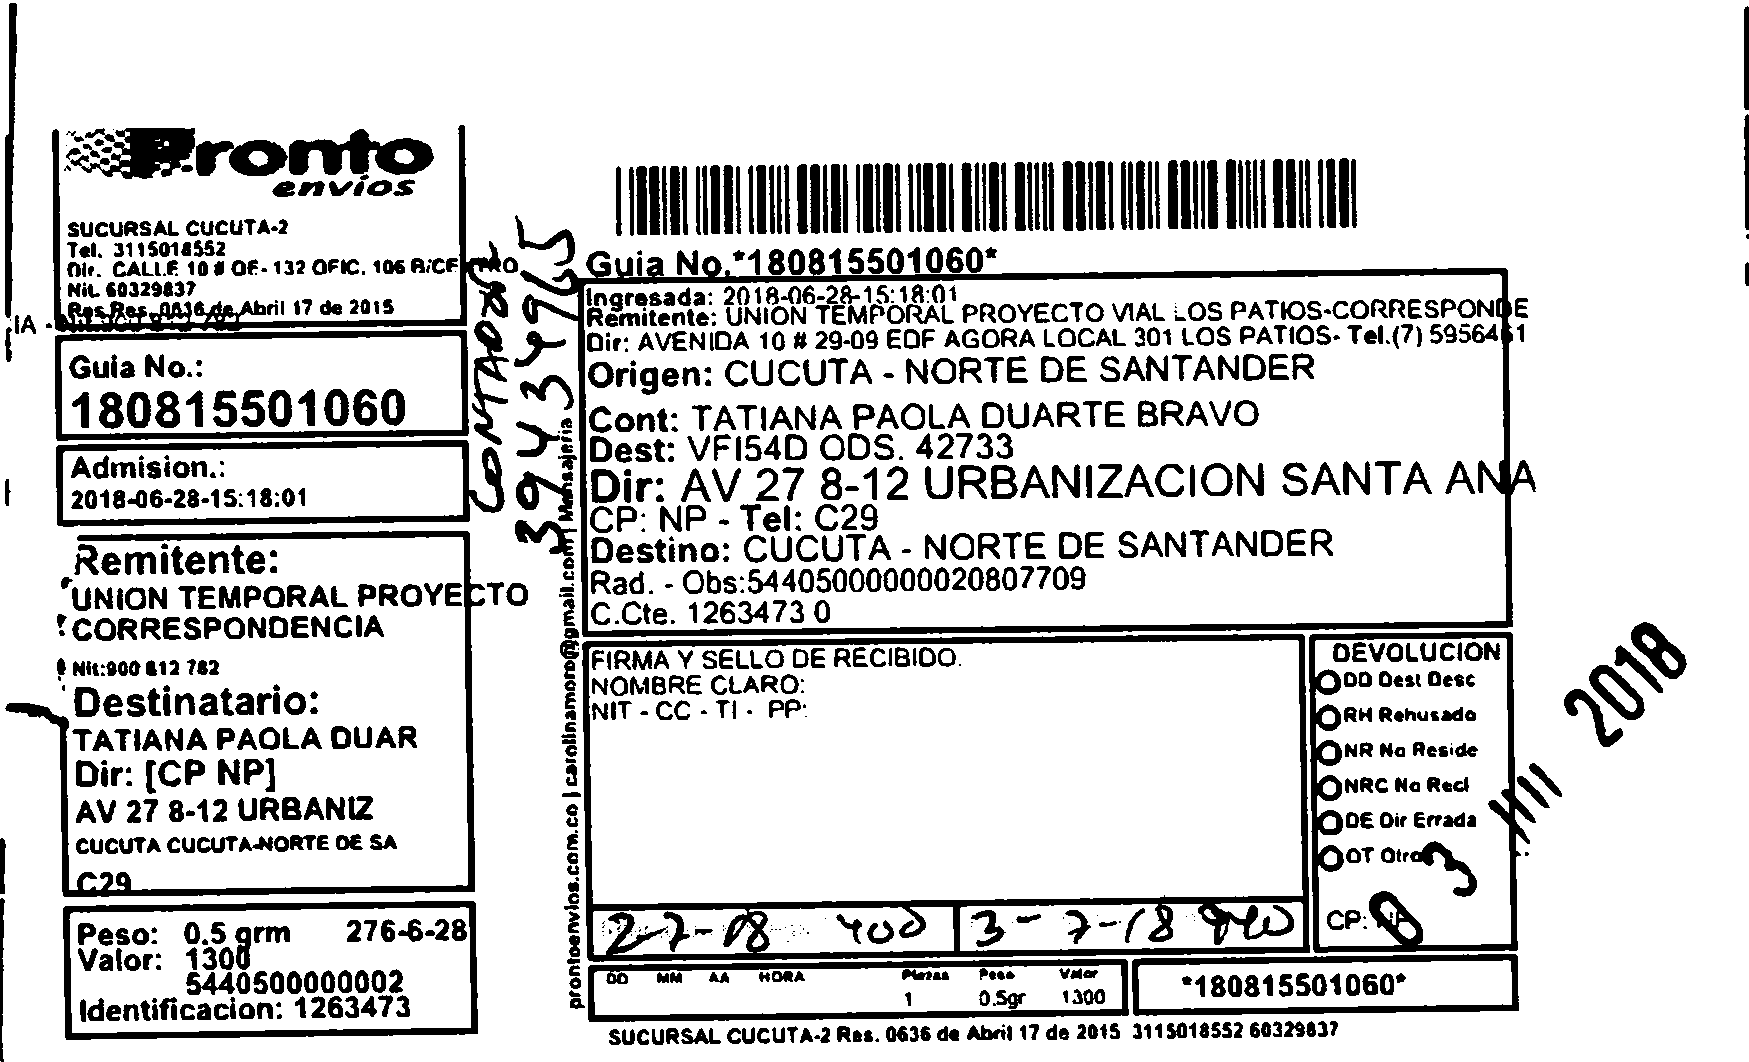 Pronto
envíos
SUCURSAL CUCUTA-2
Tel. 3115018552
Dir. CALLE 10 # OE- 132 OFIC. 106 B/CENTRO
Nit. 60329837
Res. 0636 de Abril 17 de 2015
Guia No.:
180815501060
Admision.:
2018-06-28-15:18:01
Remitente:
UNION TEMPORAL PROYECTO
CORRESPONDENCIA
Nit:900 812 782
Destinatario:
TATIANA PAOLA DUAR
Dir: [CP NP]
AV 27 8-12 URBANIZ
CUCUTA CUCUTA-NORTE DE SA
C29
Peso: 0.5 grm 276-6-28
Valor: 1300
5440500000002
Identificacion: 1263473
CONTADOR
39434965
prontoenvios.com.co | carolinamoro@gmail.com | Mensajeria
Guia No.*180815501060*
Ingresada: 2018-06-28-15:18:01
Remitente: UNION TEMPORAL PROYECTO VIAL LOS PATIOS-CORRESPONDE
Dir: AVENIDA 10 # 29-09 EDF AGORA LOCAL 301 LOS PATIOS- Tel.(7) 5956461
Origen: CUCUTA - NORTE DE SANTANDER
Cont: TATIANA PAOLA DUARTE BRAVO
Dest: VFI54D ODS. 42733
Dir: AV 27 8-12 URBANIZACION SANTA ANA
CP: NP - Tel: C29
Destino: CUCUTA - NORTE DE SANTANDER
Rad. - Obs:54405000000020807709
C.Cte. 1263473 0
FIRMA Y SELLO DE RECIBIDO.
NOMBRE CLARO:
NIT - CC - TI - PP:
DEVOLUCION
DD Dest Desc
RH Rehusado
NR No Reside
NRC No Recl
DE Dir Errada
OT Otros
CP: NP
03 2018
2-7-18 400
3-7-18 940
DD MM AA HORA Piezas Peso Valor
1 0.5gr 1300
*180815501060*
SUCURSAL CUCUTA-2 Res. 0636 de Abril 17 de 2015 3115018552 60329837